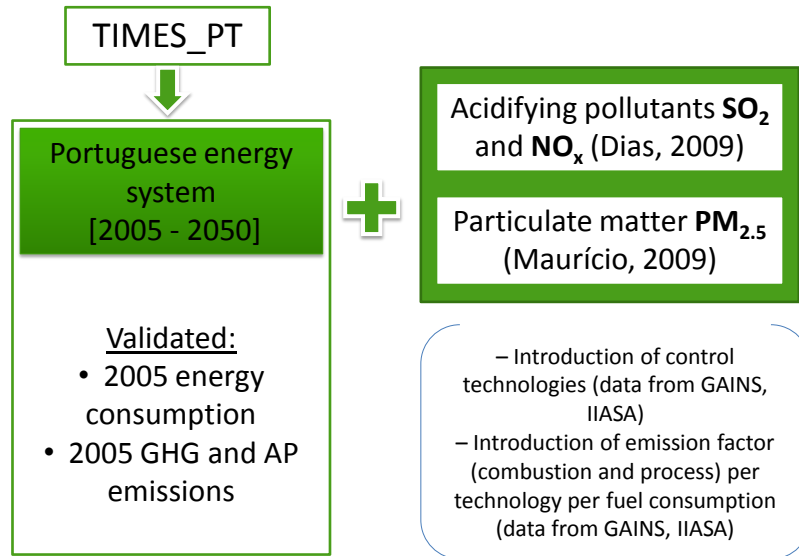 TIMES_PT
Portuguese energy
system
[2005 - 2050]
Validated:
• 2005 energy
consumption
• 2005 GHG and AP
emissions
Acidifying pollutants SO₂
and NOₓ (Dias, 2009)
Particulate matter PM₂.₅
(Maurício, 2009)
– Introduction of control
technologies (data from GAINS,
IIASA)
– Introduction of emission factor
(combustion and process) per
technology per fuel consumption
(data from GAINS, IIASA)